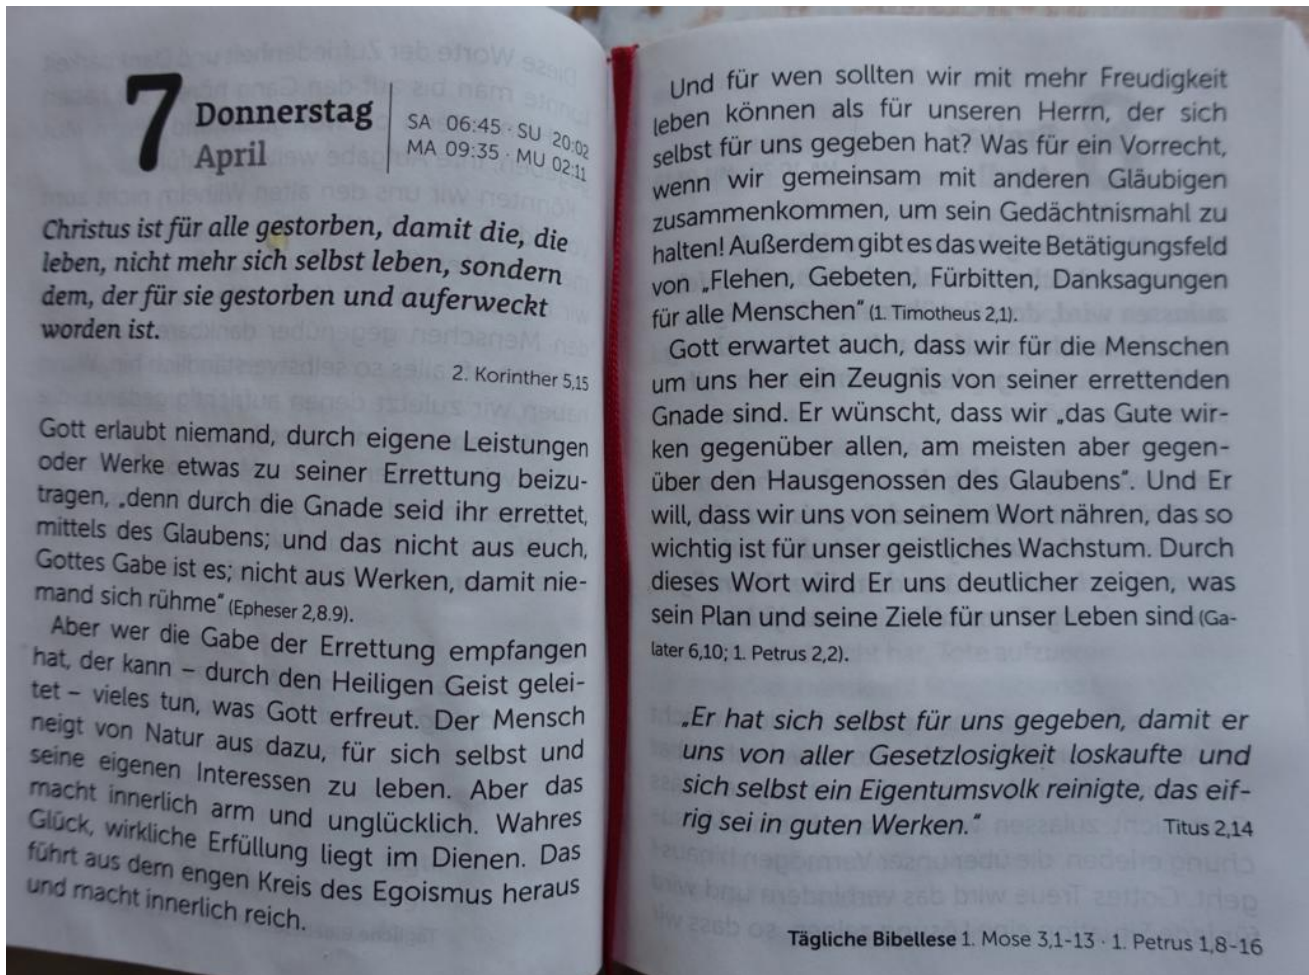 7 Donnerstag
April
SA 06:45 · SU 20:02
MA 09:35 · MU 02:11
Christus ist für alle gestorben, damit die, die
leben, nicht mehr sich selbst leben, sondern
dem, der für sie gestorben und auferweckt
worden ist.
2. Korinther 5,15
Gott erlaubt niemand, durch eigene Leistungen
oder Werke etwas zu seiner Errettung beizu-
tragen, „denn durch die Gnade seid ihr errettet,
mittels des Glaubens; und das nicht aus euch,
Gottes Gabe ist es; nicht aus Werken, damit nie-
mand sich rühme“ (Epheser 2,8.9).
Aber wer die Gabe der Errettung empfangen
hat, der kann – durch den Heiligen Geist gelei-
tet – vieles tun, was Gott erfreut. Der Mensch
neigt von Natur aus dazu, für sich selbst und
seine eigenen Interessen zu leben. Aber das
macht innerlich arm und unglücklich. Wahres
Glück, wirkliche Erfüllung liegt im Dienen. Das
führt aus dem engen Kreis des Egoismus heraus
und macht innerlich reich.
Und für wen sollten wir mit mehr Freudigkeit
leben können als für unseren Herrn, der sich
selbst für uns gegeben hat? Was für ein Vorrecht,
wenn wir gemeinsam mit anderen Gläubigen
zusammenkommen, um sein Gedächtnismahl zu
halten! Außerdem gibt es das weite Betätigungsfeld
von „Flehen, Gebeten, Fürbitten, Danksagungen
für alle Menschen“ (1. Timotheus 2,1).
Gott erwartet auch, dass wir für die Menschen
um uns her ein Zeugnis von seiner errettenden
Gnade sind. Er wünscht, dass wir „das Gute wir-
ken gegenüber allen, am meisten aber gegen-
über den Hausgenossen des Glaubens“. Und Er
will, dass wir uns von seinem Wort nähren, das so
wichtig ist für unser geistliches Wachstum. Durch
dieses Wort wird Er uns deutlicher zeigen, was
sein Plan und seine Ziele für unser Leben sind (Ga-
later 6,10; 1. Petrus 2,2).
„Er hat sich selbst für uns gegeben, damit er
uns von aller Gesetzlosigkeit loskaufte und
sich selbst ein Eigentumsvolk reinigte, das eif-
rig sei in guten Werken.“ Titus 2,14
Tägliche Bibellese 1. Mose 3,1-13 · 1. Petrus 1,8-16